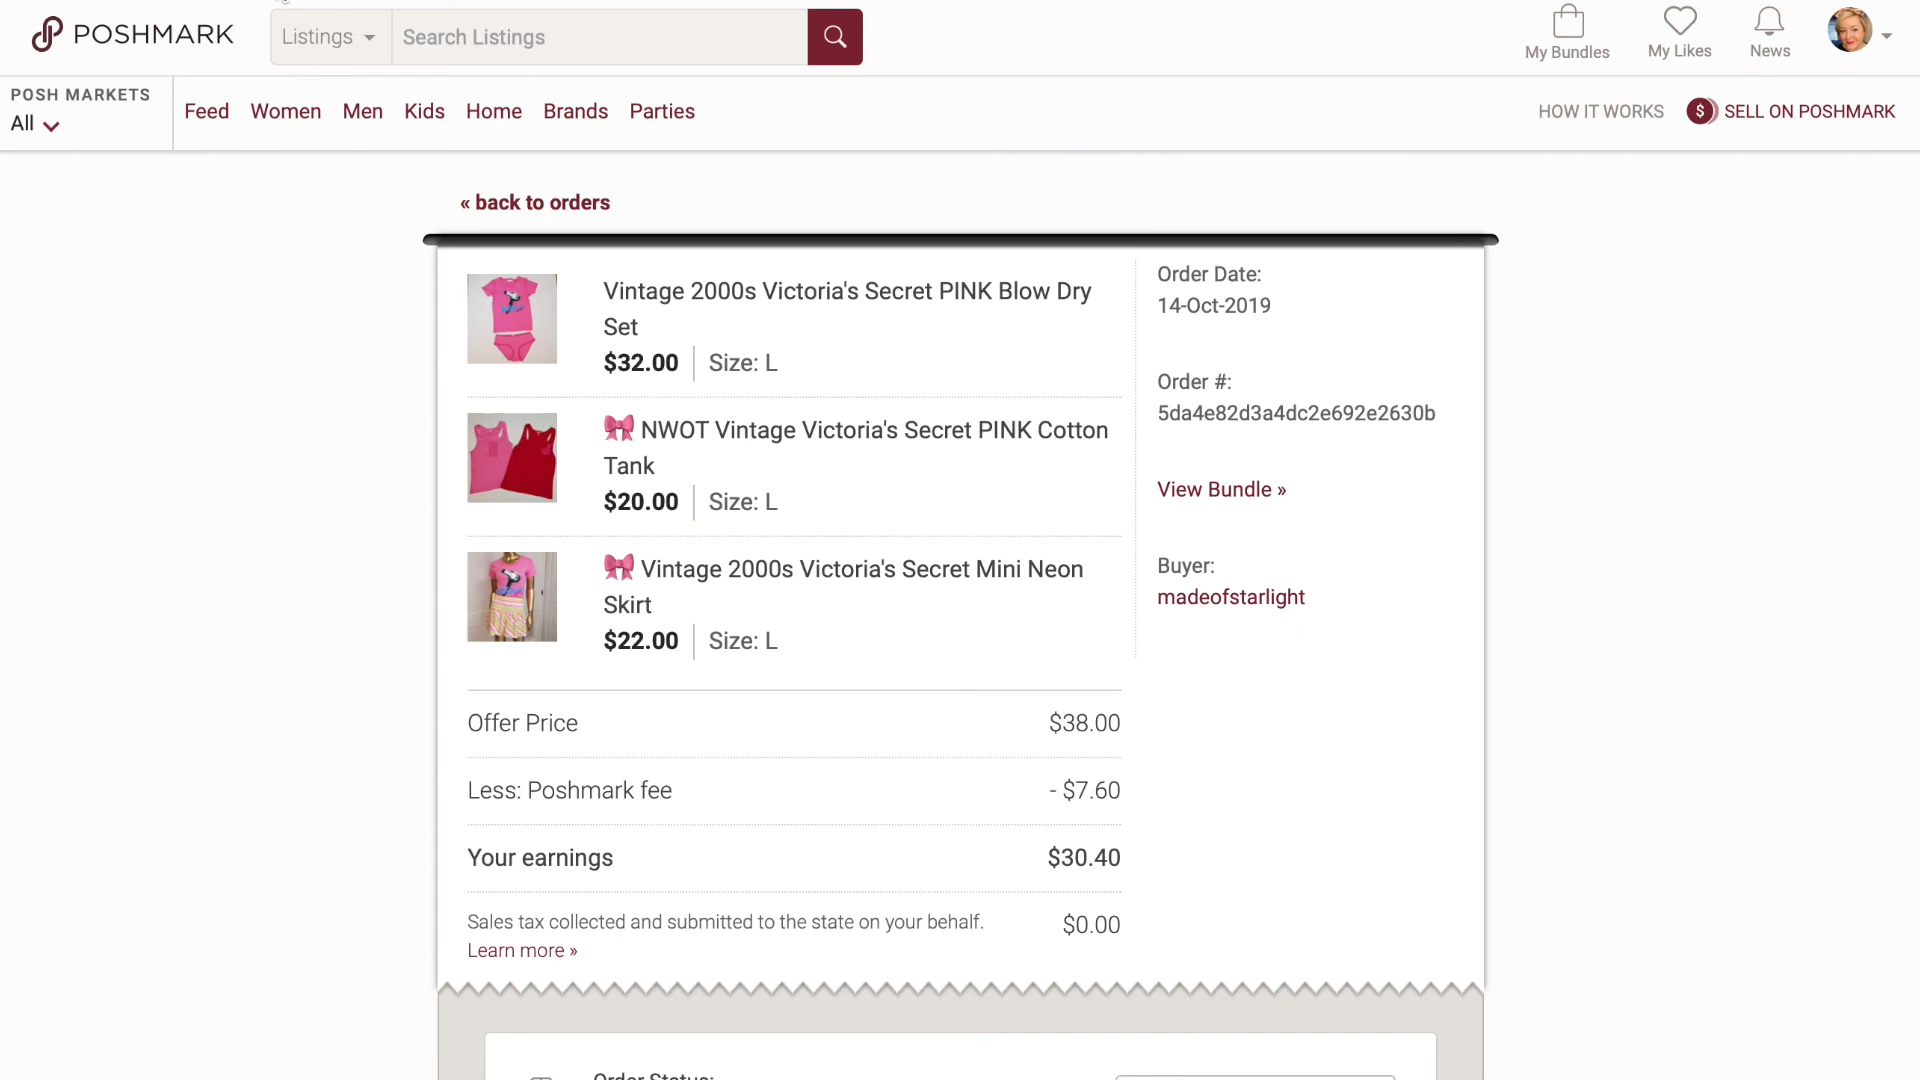 POSHMARK
Listings
Search Listings
My Bundles
My Likes
News
POSH MARKETS
All
Feed
Women
Men
Kids
Home
Brands
Parties
HOW IT WORKS
$ SELL ON POSHMARK
« back to orders
Vintage 2000s Victoria's Secret PINK Blow Dry
Set
$32.00
Size: L
🎀 NWOT Vintage Victoria's Secret PINK Cotton
Tank
$20.00
Size: L
🎀 Vintage 2000s Victoria's Secret Mini Neon
Skirt
$22.00
Size: L
Order Date:
14-Oct-2019
Order #:
5da4e82d3a4dc2e692e2630b
View Bundle »
Buyer:
madeofstarlight
Offer Price
$38.00
Less: Poshmark fee
- $7.60
Your earnings
$30.40
Sales tax collected and submitted to the state on your behalf.
$0.00
Learn more »
Order Status: